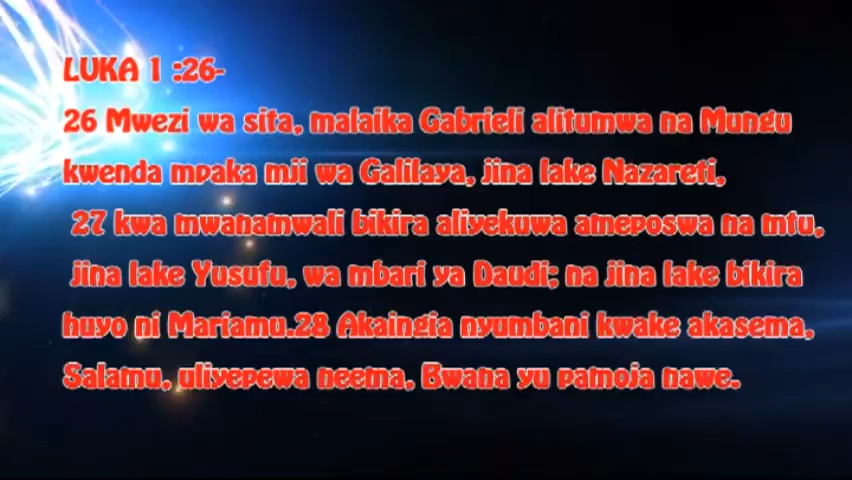 LUKA 1 :26-
26 Mwezi wa sita, malaika Gabrieli alitumwa na Mungu
kwenda mpaka mji wa Galilaya, jina lake Nazareti,
27 kwa mwanamwali bikira aliyekuwa ameposwa na mtu,
jina lake Yusufu, wa mbari ya Daudi; na jina lake bikira
huyo ni Mariamu.28 Akaingia nyumbani kwake akasema,
Salamu, uliyepewa neema, Bwana yu pamoja nawe.